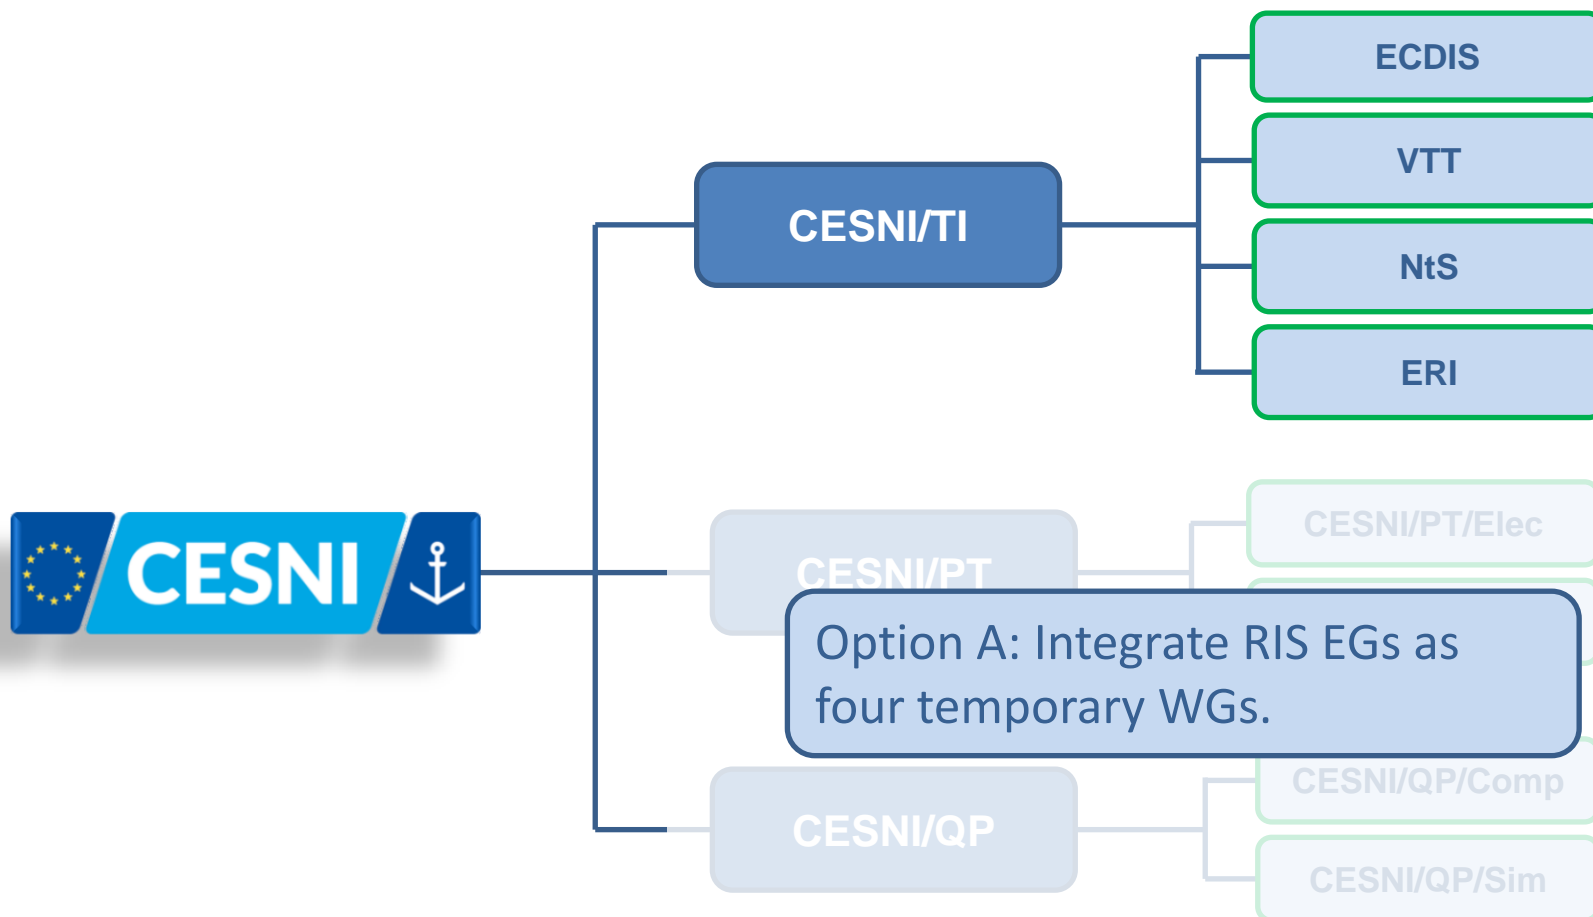 ECDIS
VTT
CESNI/TI
NtS
ERI
CESNI
CESNI/PT
CESNI/PT/Elec
Option A: Integrate RIS EGs as
four temporary WGs.
CESNI/QP
CESNI/QP/Comp
CESNI/QP/Sim